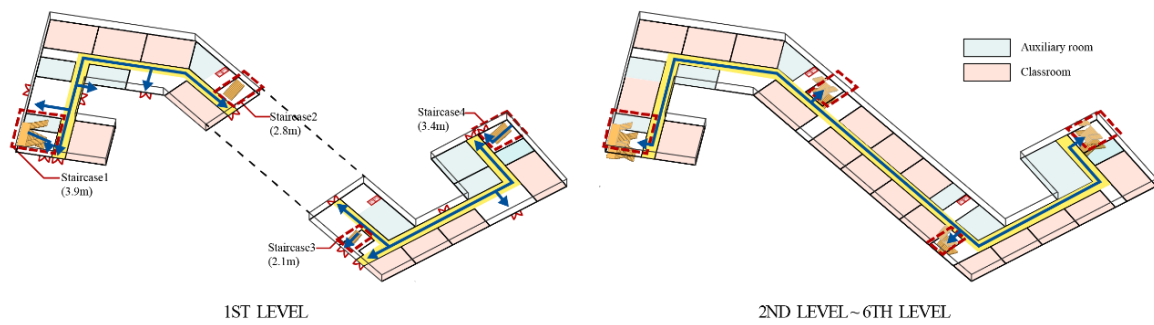 Staircase1
(3.9m)
Staircase2
(2.8m)
Staircase3
(2.1m)
Staircase4
(3.4m)
1ST LEVEL
Auxiliary room
Classroom
2ND LEVEL ~ 6TH LEVEL